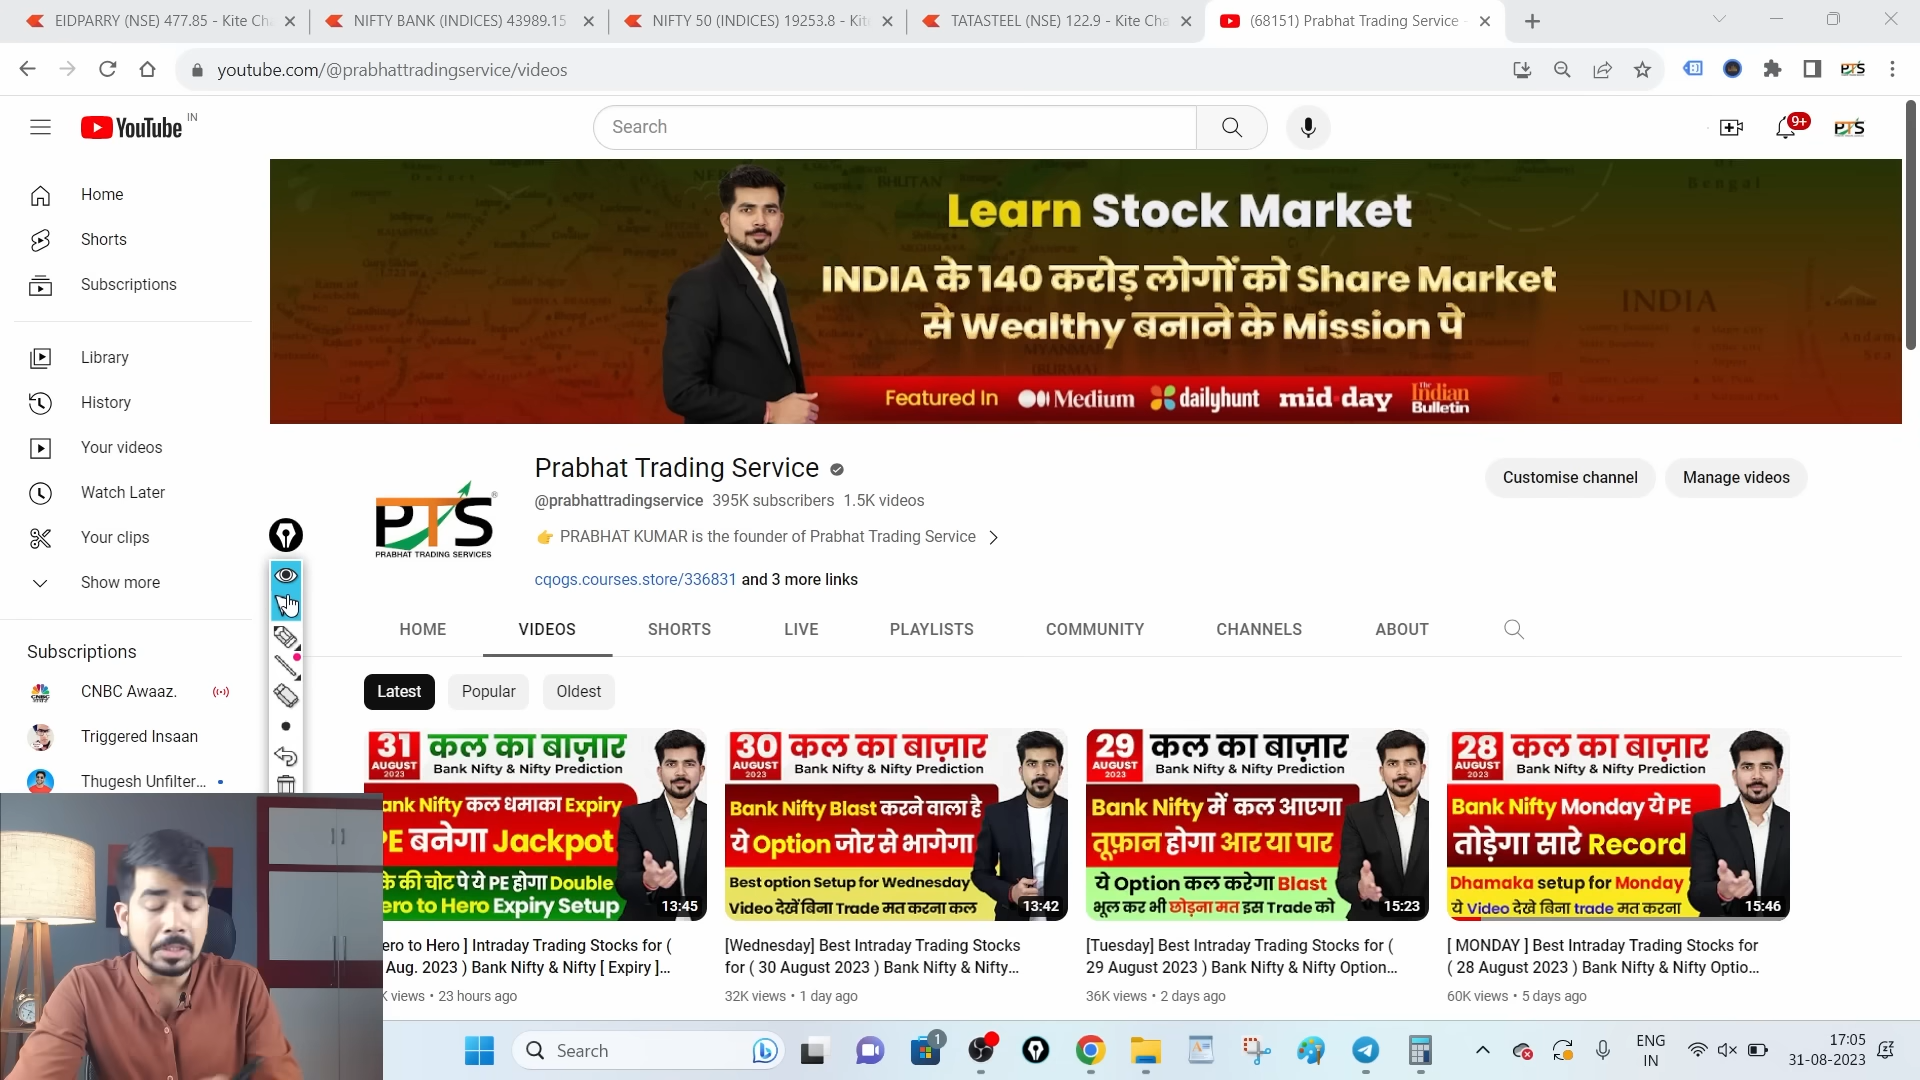 EIDPARRY (NSE) 477.85 - Kite Cha
NIFTY BANK (INDICES) 43989.15
NIFTY 50 (INDICES) 19253.8 - Kite
TATASTEEL (NSE) 122.9 - Kite Cha
(68151) Prabhat Trading Service -
youtube.com/@prabhattradingservice/videos
PTS
YouTube IN
Search
9+
PTS
Home
Shorts
Subscriptions
Library
History
Your videos
Watch Later
Your clips
Show more
Subscriptions
CNBC Awaaz.
Triggered Insaan
Thugesh Unfilter...
Learn Stock Market
INDIA के 140 करोड़ लोगों को Share Market
से Wealthy बनाने के Mission पे
INDIA
Featured In Medium dailyhunt mid-day The Indian Bulletin
PTS
PRABHAT TRADING SERVICES
Prabhat Trading Service
@prabhattradingservice 395K subscribers 1.5K videos
PRABHAT KUMAR is the founder of Prabhat Trading Service
cqogs.courses.store/336831 and 3 more links
Customise channel
Manage videos
HOME VIDEOS SHORTS LIVE PLAYLISTS COMMUNITY CHANNELS ABOUT
Latest Popular Oldest
31 AUGUST 2023
कल का बाज़ार
Bank Nifty & Nifty Prediction
ank Nifty कल धमाका Expiry
PE बनेगा Jackpot
के की चोट पे ये PE होगा Double
ero to Hero Expiry Setup
13:45
ero to Hero ] Intraday Trading Stocks for (
Aug. 2023 ) Bank Nifty & Nifty [ Expiry ]...
K views • 23 hours ago
30 AUGUST 2023
कल का बाज़ार
Bank Nifty & Nifty Prediction
Bank Nifty Blast करने वाला है
ये Option जोर से भागेगा
Best option Setup for Wednesday
Video देखें बिना Trade मत करना कल
13:42
[Wednesday] Best Intraday Trading Stocks
for ( 30 August 2023 ) Bank Nifty & Nifty...
32K views • 1 day ago
29 AUGUST 2023
कल का बाज़ार
Bank Nifty & Nifty Prediction
Bank Nifty में कल आएगा
तूफ़ान होगा आर या पार
ये Option कल करेगा Blast
भूल कर भी छोड़ना मत इस Trade को
15:23
[Tuesday] Best Intraday Trading Stocks for (
29 August 2023 ) Bank Nifty & Nifty Option...
36K views • 2 days ago
28 AUGUST 2023
कल का बाज़ार
Bank Nifty & Nifty Prediction
Bank Nifty Monday ये PE
तोड़ेगा सारे Record
Dhamaka setup for Monday
ये Video देखे बिना trade मत करना
15:46
[ MONDAY ] Best Intraday Trading Stocks for
( 28 August 2023 ) Bank Nifty & Nifty Optio...
60K views • 5 days ago
Search
1
ENG
IN
17:05
31-08-2023